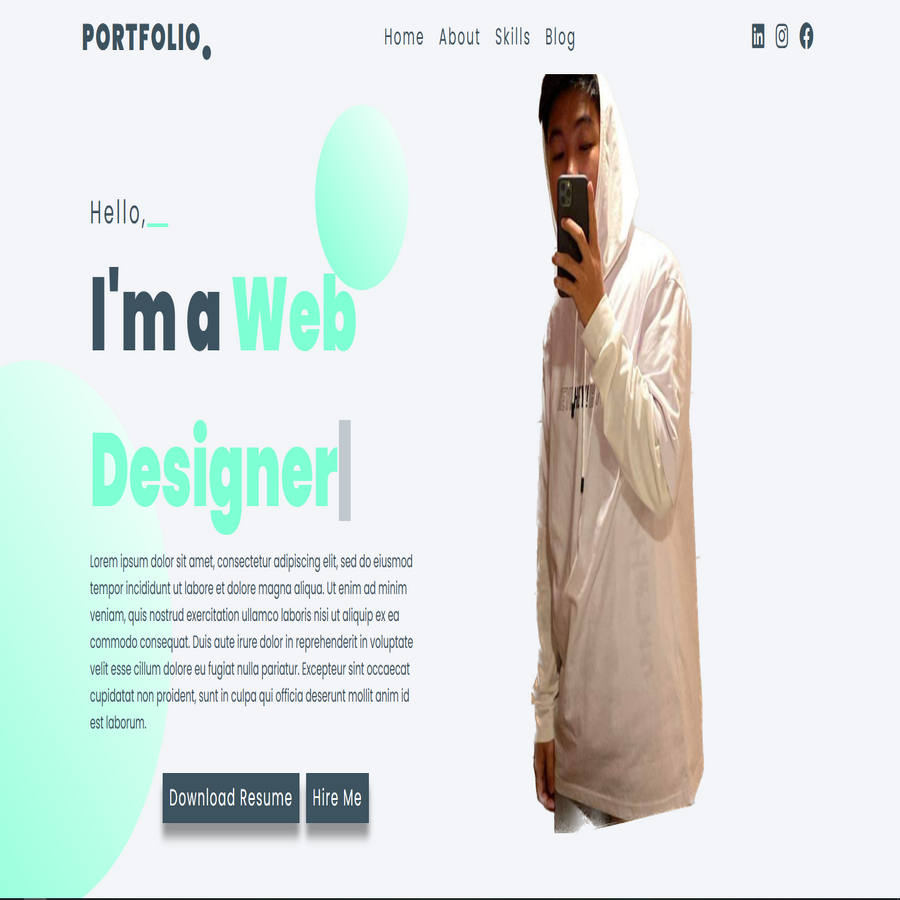 PORTFOLIO.
Home About Skills Blog
Hello,_
I'm a Web
Designer|
Lorem ipsum dolor sit amet, consectetur adipiscing elit, sed do eiusmod
tempor incididunt ut labore et dolore magna aliqua. Ut enim ad minim
veniam, quis nostrud exercitation ullamco laboris nisi ut aliquip ex ea
commodo consequat. Duis aute irure dolor in reprehenderit in voluptate
velit esse cillum dolore eu fugiat nulla pariatur. Excepteur sint occaecat
cupidatat non proident, sunt in culpa qui officia deserunt mollit anim id
est laborum.
Download Resume Hire Me